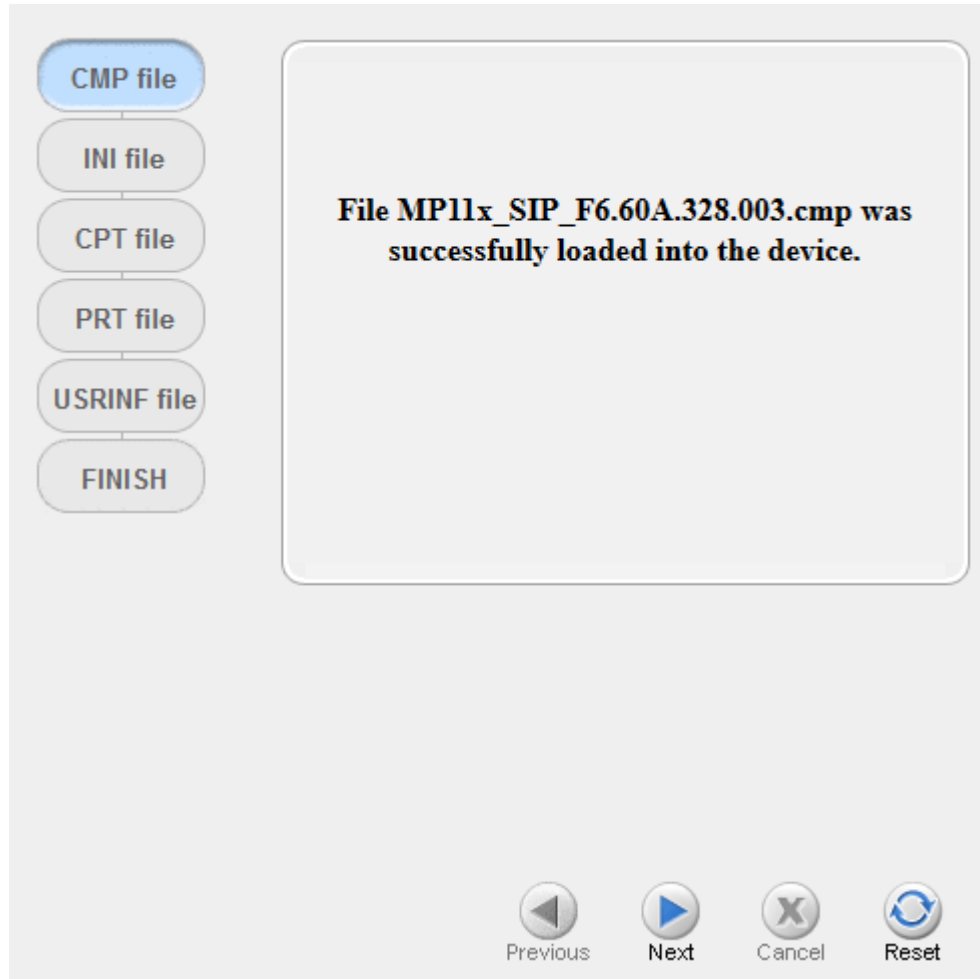 CMP file
INI file
CPT file
PRT file
USRINF file
FINISH
File MP11x_SIP_F6.60A.328.003.cmp was
successfully loaded into the device.
Previous
Next
Cancel
Reset